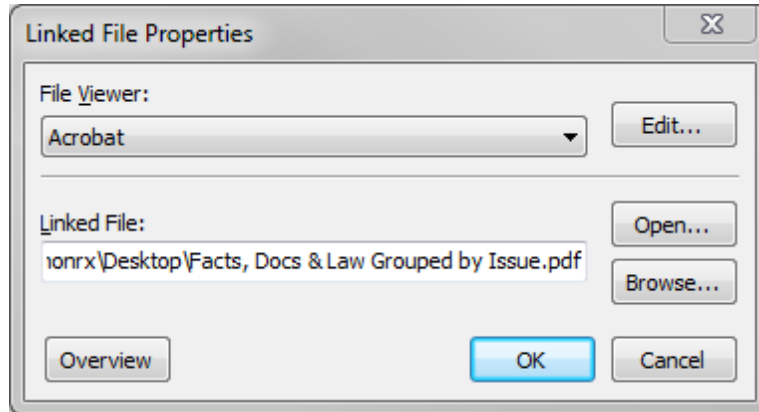 Linked File Properties
File Viewer:
Acrobat
Edit...
Linked File:
Open...
\Desktop\Facts, Docs & Law Grouped by Issue.pdf
Browse...
Overview
OK
Cancel